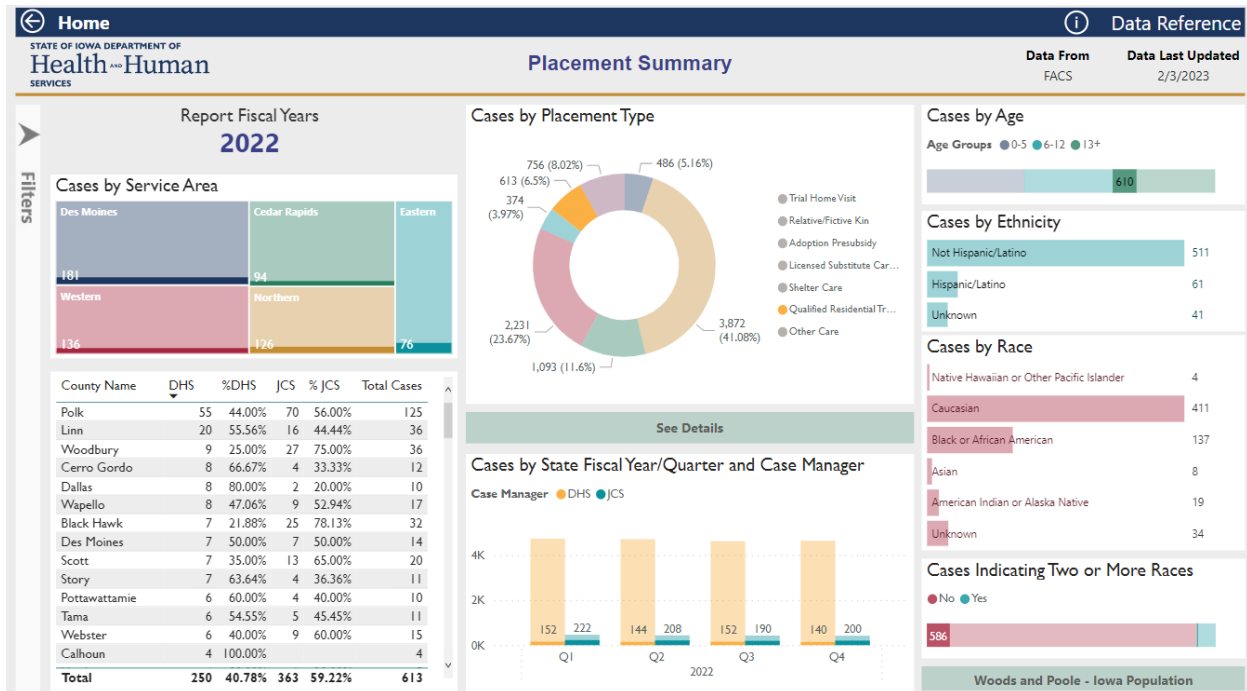 Home
Data Reference
STATE OF IOWA DEPARTMENT OF
Health AND Human
SERVICES
Placement Summary
Data From
FACS
Data Last Updated
2/3/2023
Filters
Report Fiscal Years
2022
Cases by Service Area
Des Moines
181
Cedar Rapids
94
Eastern
76
Western
136
Northern
126
County Name DHS %DHS JCS % JCS Total Cases
Polk 55 44.00% 70 56.00% 125
Linn 20 55.56% 16 44.44% 36
Woodbury 9 25.00% 27 75.00% 36
Cerro Gordo 8 66.67% 4 33.33% 12
Dallas 8 80.00% 2 20.00% 10
Wapello 8 47.06% 9 52.94% 17
Black Hawk 7 21.88% 25 78.13% 32
Des Moines 7 50.00% 7 50.00% 14
Scott 7 35.00% 13 65.00% 20
Story 7 63.64% 4 36.36% 11
Pottawattamie 6 60.00% 4 40.00% 10
Tama 6 54.55% 5 45.45% 11
Webster 6 40.00% 9 60.00% 15
Calhoun 4 100.00% 4
Total 250 40.78% 363 59.22% 613
Cases by Placement Type
756 (8.02%)
486 (5.16%)
613 (6.5%)
374
(3.97%)
2,231
(23.67%)
1,093 (11.6%)
3,872
(41.08%)
Trial Home Visit
Relative/Fictive Kin
Adoption Presubsidy
Licensed Substitute Car...
Shelter Care
Qualified Residential Tr...
Other Care
See Details
Cases by State Fiscal Year/Quarter and Case Manager
Case Manager DHS JCS
4K
2K
0K
152 222 144 208 152 190 140 200
Q1 Q2 Q3 Q4
2022
Cases by Age
Age Groups 0-5 6-12 13+
610
Cases by Ethnicity
Not Hispanic/Latino 511
Hispanic/Latino 61
Unknown 41
Cases by Race
Native Hawaiian or Other Pacific Islander 4
Caucasian 411
Black or African American 137
Asian 8
American Indian or Alaska Native 19
Unknown 34
Cases Indicating Two or More Races
No Yes
586
Woods and Poole - Iowa Population